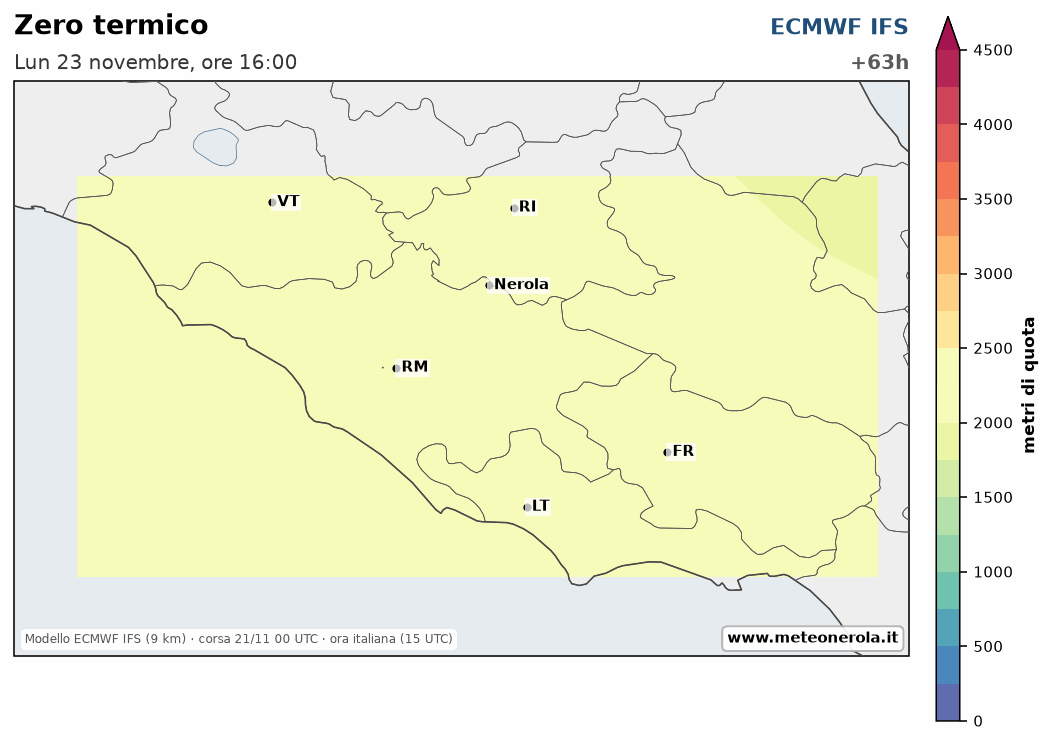 Zero termico
ECMWF IFS
Lun 23 novembre, ore 16:00
+63h
4500
4000
3500
3000
2500
2000
1500
1000
500
0
metri di quota
VT
RI
Nerola
RM
FR
LT
Modello ECMWF IFS (9 km) · corsa 21/11 00 UTC · ora italiana (15 UTC)
www.meteonerola.it